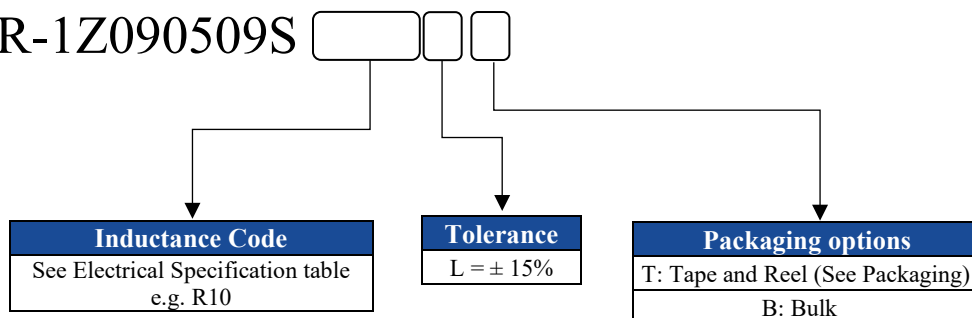 R-1Z090509S
Inductance Code
See Electrical Specification table
e.g. R10
Tolerance
L = ± 15%
Packaging options
T: Tape and Reel (See Packaging)
B: Bulk